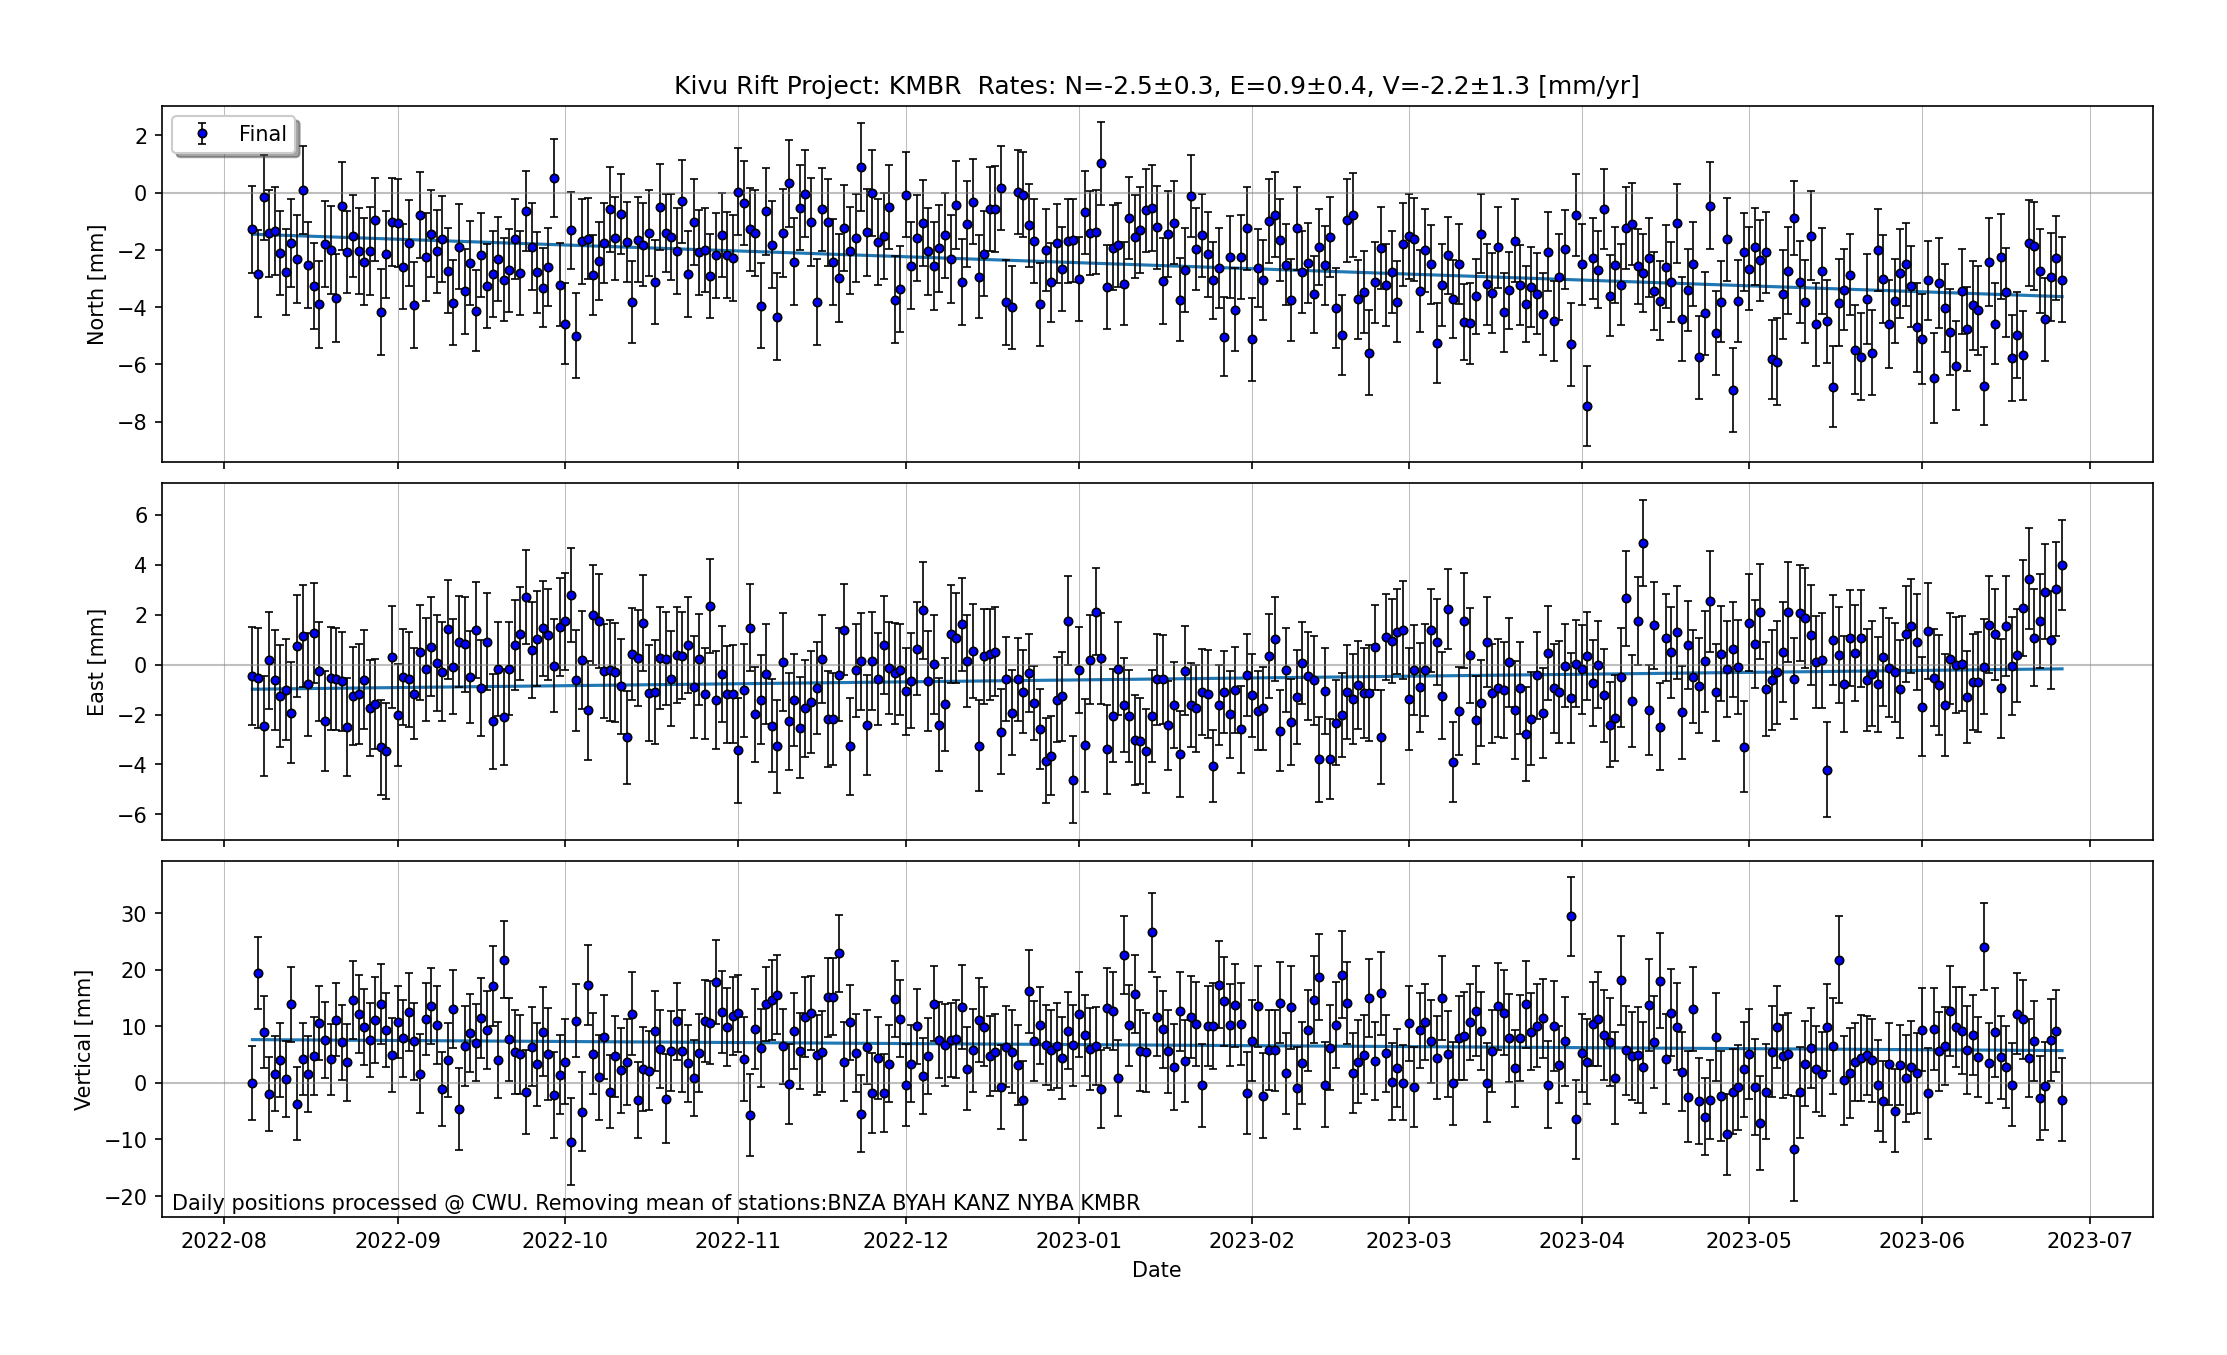 Kivu Rift Project: KMBR  Rates: N=-2.5±0.3, E=0.9±0.4, V=-2.2±1.3 [mm/yr]
Final
2
0
−2
−4
−6
−8
North [mm]
6
4
2
0
−2
−4
−6
East [mm]
30
20
10
0
−10
−20
Vertical [mm]
Daily positions processed @ CWU. Removing mean of stations:BNZA BYAH KANZ NYBA KMBR
2022-08 2022-09 2022-10 2022-11 2022-12 2023-01 2023-02 2023-03 2023-04 2023-05 2023-06 2023-07
Date